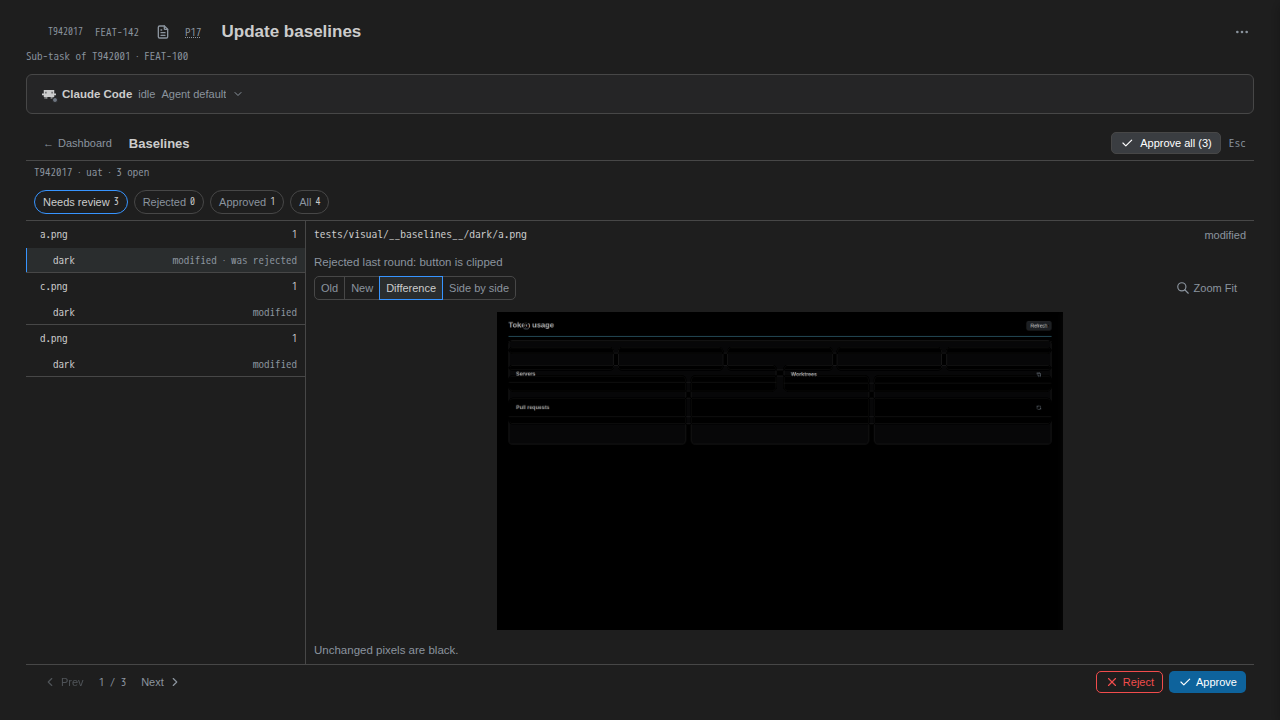 T942017 FEAT-142 P17 Update baselines
Sub-task of T942001 · FEAT-100
Claude Code idle Agent default
← Dashboard Baselines Approve all (3) Esc
T942017 · uat · 3 open
Needs review 3 Rejected 0 Approved 1 All 4
a.png 1
dark modified · was rejected
c.png 1
dark modified
d.png 1
dark modified
tests/visual/__baselines__/dark/a.png modified
Rejected last round: button is clipped
Old New Difference Side by side Zoom Fit
usage
Servers Worktrees
Pull requests
Unchanged pixels are black.
Prev 1 / 3 Next Reject Approve